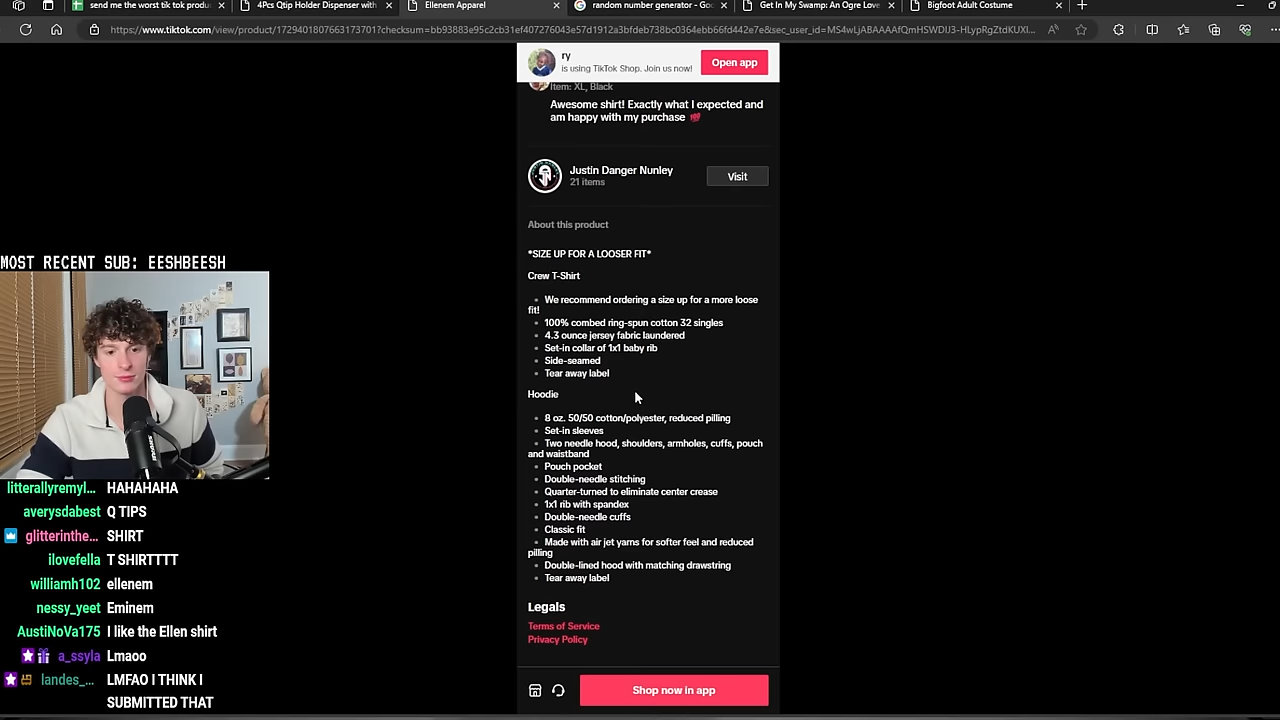 send me the worst tik tok produ
4Pcs Qtip Holder Dispenser with
Ellenem Apparel
random number generator - Go
Get In My Swamp: An Ogre Love
Bigfoot Adult Costume
ry
is using TikTok Shop. Join us now!
Open app
Item: XL, Black
Awesome shirt! Exactly what I expected and
am happy with my purchase 💯
Justin Danger Nunley
21 items
Visit
About this product
*SIZE UP FOR A LOOSER FIT*
Crew T-Shirt
• We recommend ordering a size up for a more loose
fit!
• 100% combed ring-spun cotton 32 singles
• 4.3 ounce jersey fabric laundered
• Set-in collar of 1x1 baby rib
• Side-seamed
• Tear away label
Hoodie
• 8 oz. 50/50 cotton/polyester, reduced pilling
• Set-in sleeves
• Two needle hood, shoulders, armholes, cuffs, pouch
and waistband
• Pouch pocket
• Double-needle stitching
• Quarter-turned to eliminate center crease
• 1x1 rib with spandex
• Double-needle cuffs
• Classic fit
• Made with air jet yarns for softer feel and reduced
pilling
• Double-lined hood with matching drawstring
• Tear away label
Legals
Terms of Service
Privacy Policy
Shop now in app
MOST RECENT SUB: EESHBEESH
litterallyremyl... HAHAHAHA
averysdabest Q TIPS
glitterinthe... SHIRT
ilovefella T SHIRTTTT
williamh102 ellenem
nessy_yeet Eminem
AustiNoVa175 I like the Ellen shirt
a_ssyla Lmaoo
landes_... LMFAO I THINK I
SUBMITTED THAT